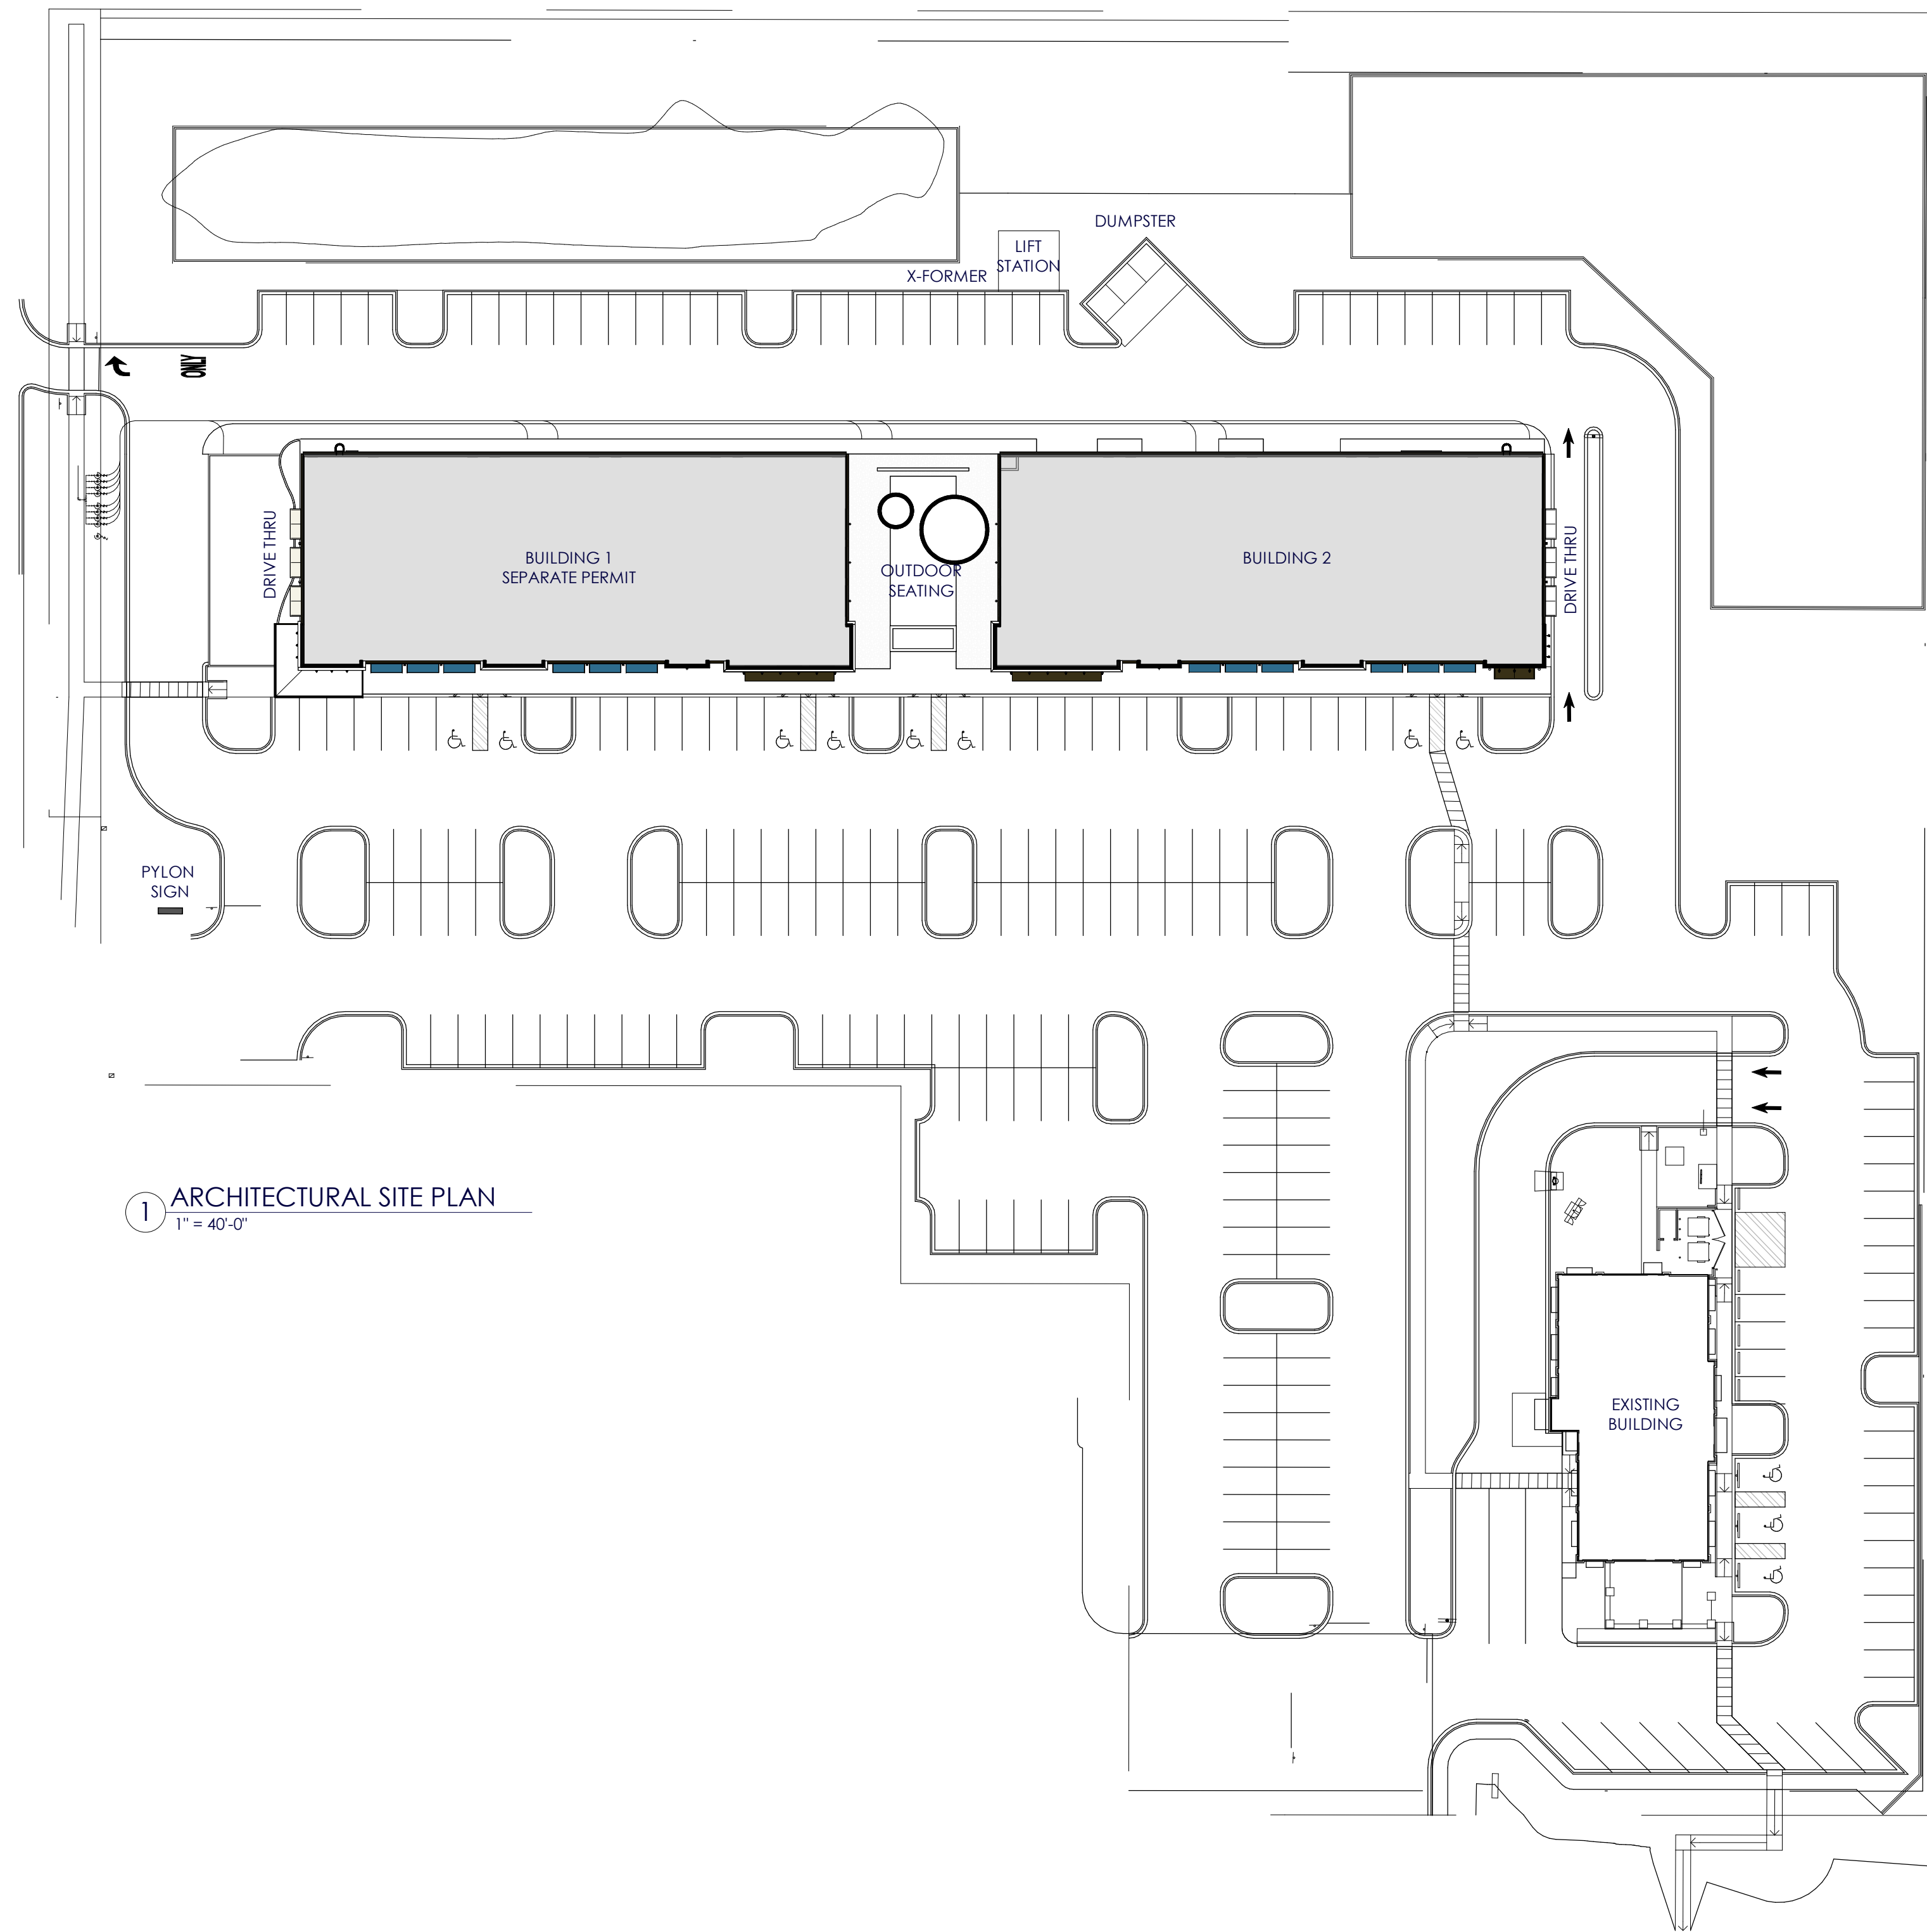 DUMPSTER
LIFT
STATION
X-FORMER
ONLY
DRIVE THRU
BUILDING 1
SEPARATE PERMIT
OUTDOOR
SEATING
BUILDING 2
DRIVE THRU
PYLON
SIGN
1
ARCHITECTURAL SITE PLAN
1" = 40'-0"
EXISTING
BUILDING